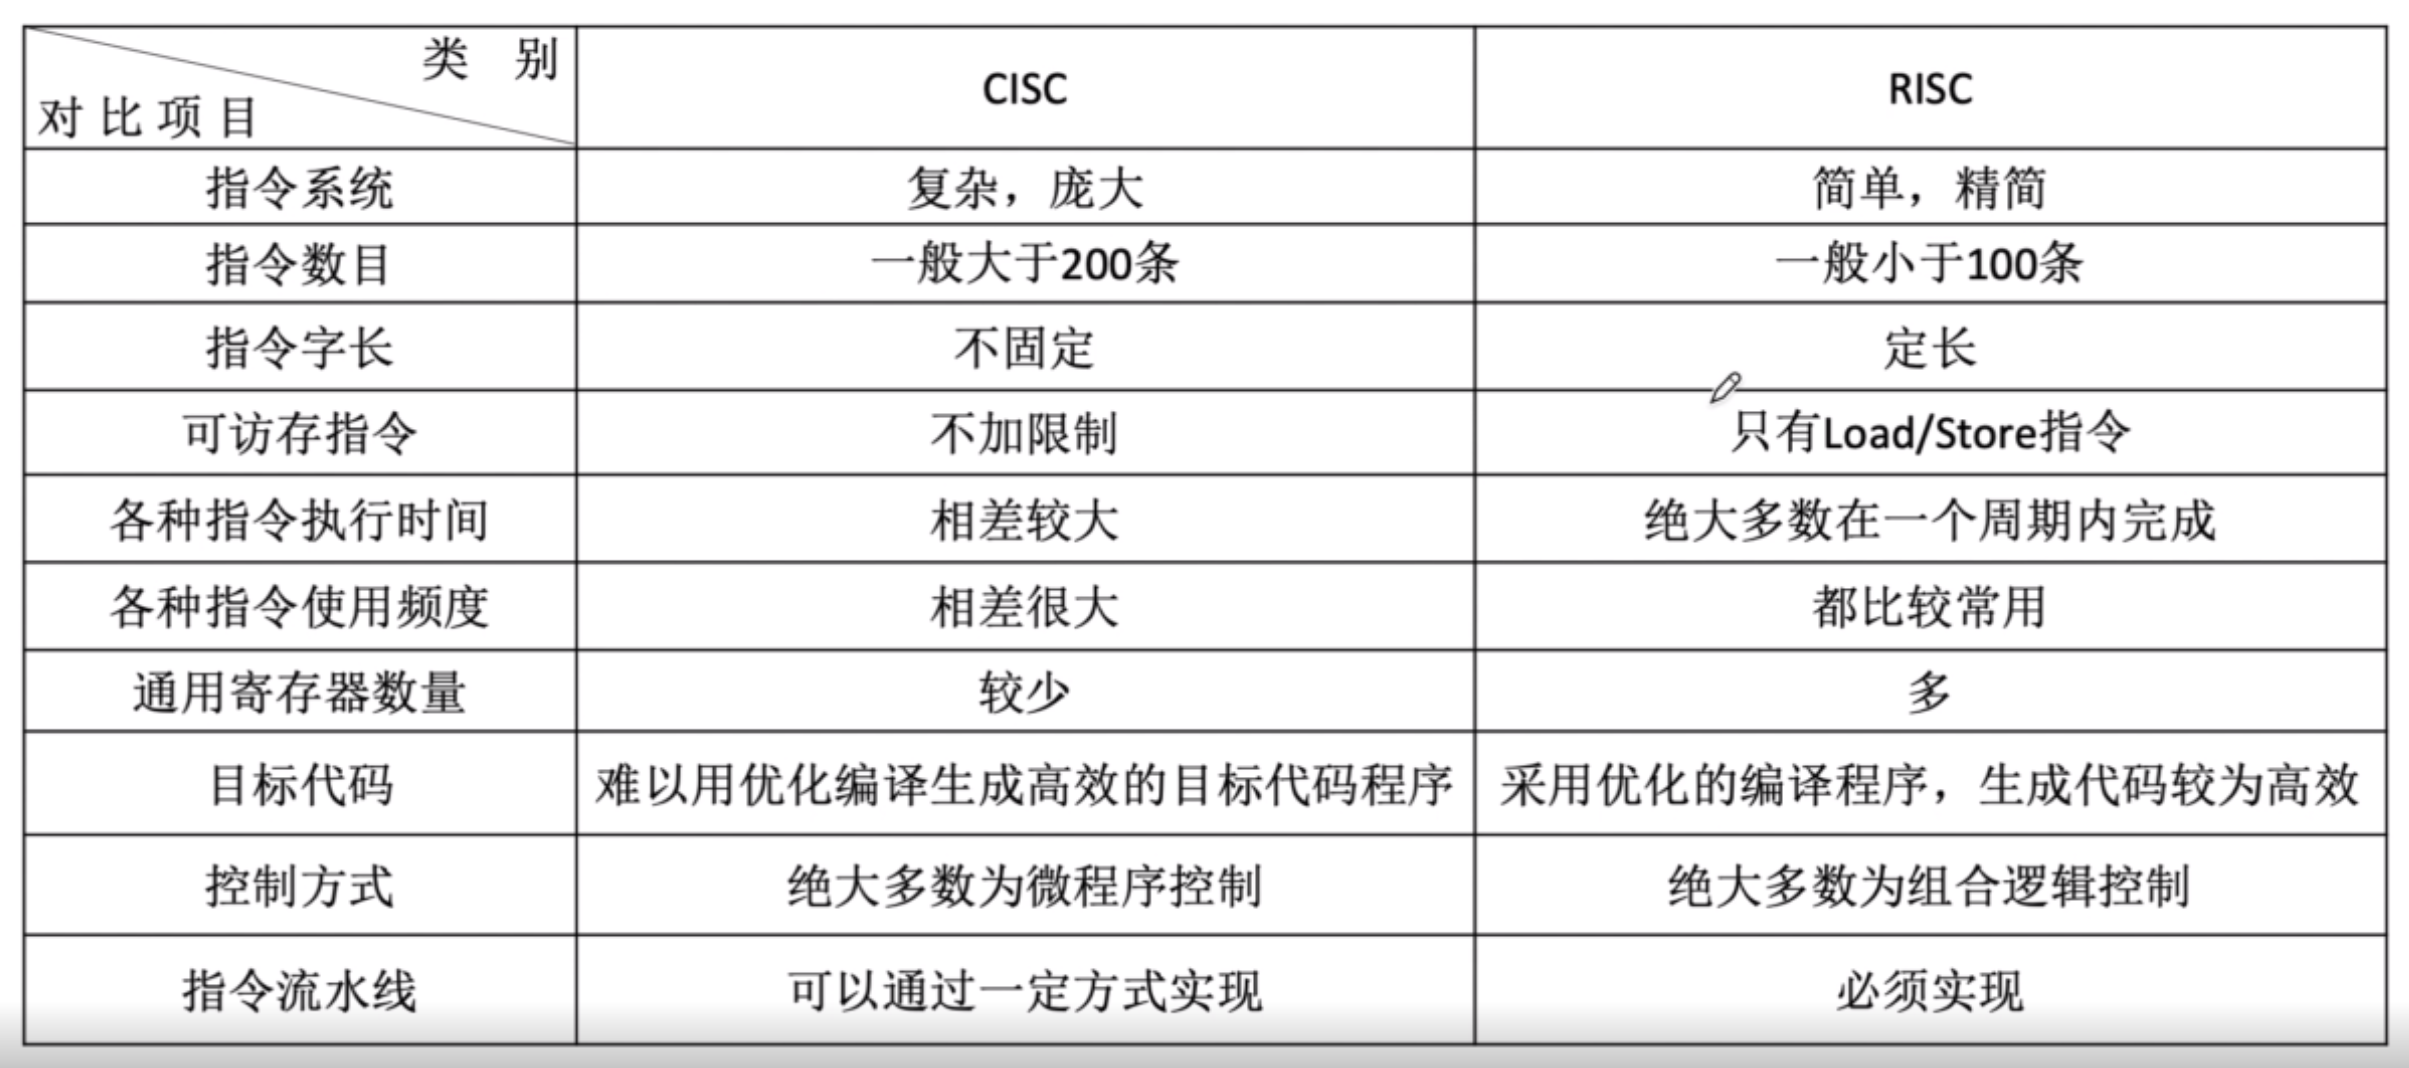 类 别
对比项目
CISC
RISC
指令系统
复杂，庞大
简单，精简
指令数目
一般大于200条
一般小于100条
指令字长
不固定
定长
可访存指令
不加限制
只有Load/Store指令
各种指令执行时间
相差较大
绝大多数在一个周期内完成
各种指令使用频度
相差很大
都比较常用
通用寄存器数量
较少
多
目标代码
难以用优化编译生成高效的目标代码程序
采用优化的编译程序，生成代码较为高效
控制方式
绝大多数为微程序控制
绝大多数为组合逻辑控制
指令流水线
可以通过一定方式实现
必须实现